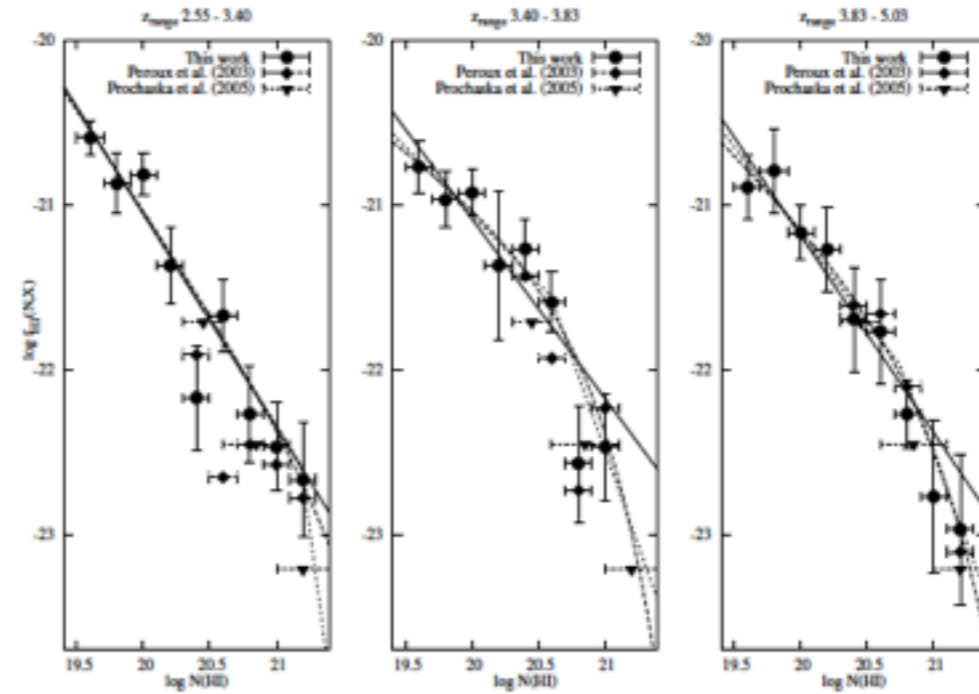 z_range 2.55 - 3.40
z_range 3.40 - 3.83
z_range 3.83 - 5.03
-20
-21
-22
-23
log f_HI(N,X)
This work
Peroux et al. (2003)
Prochaska et al. (2005)
19.5 20 20.5 21
log N(HI)
-20
-21
-22
-23
This work
Peroux et al. (2003)
Prochaska et al. (2005)
19.5 20 20.5 21
log N(HI)
-20
-21
-22
-23
This work
Peroux et al. (2003)
Prochaska et al. (2005)
19.5 20 20.5 21
log N(HI)